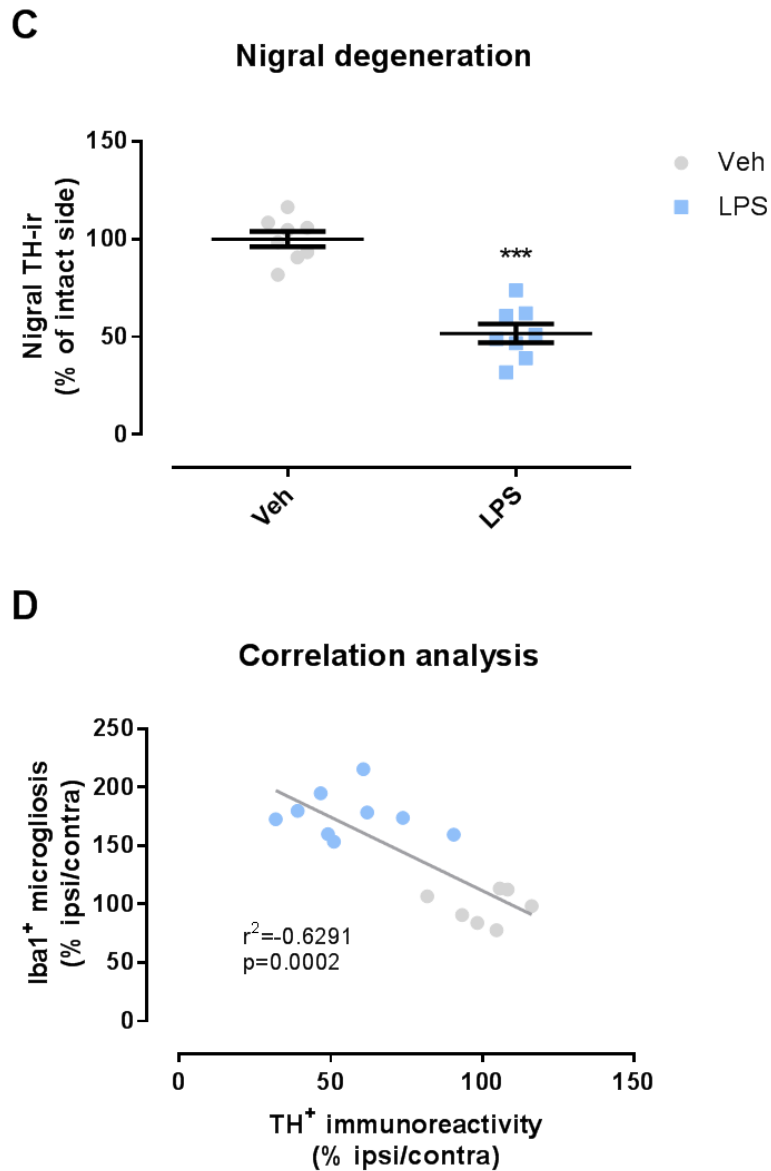 C
Nigral degeneration
Nigral TH-ir
(% of intact side)
150
100
50
0
***
Veh
LPS
Veh
LPS
D
Correlation analysis
Iba1⁺ microgliosis
(% ipsi/contra)
250
200
150
100
50
0
r²=-0.6291
p=0.0002
0
50
100
150
TH⁺ immunoreactivity
(% ipsi/contra)